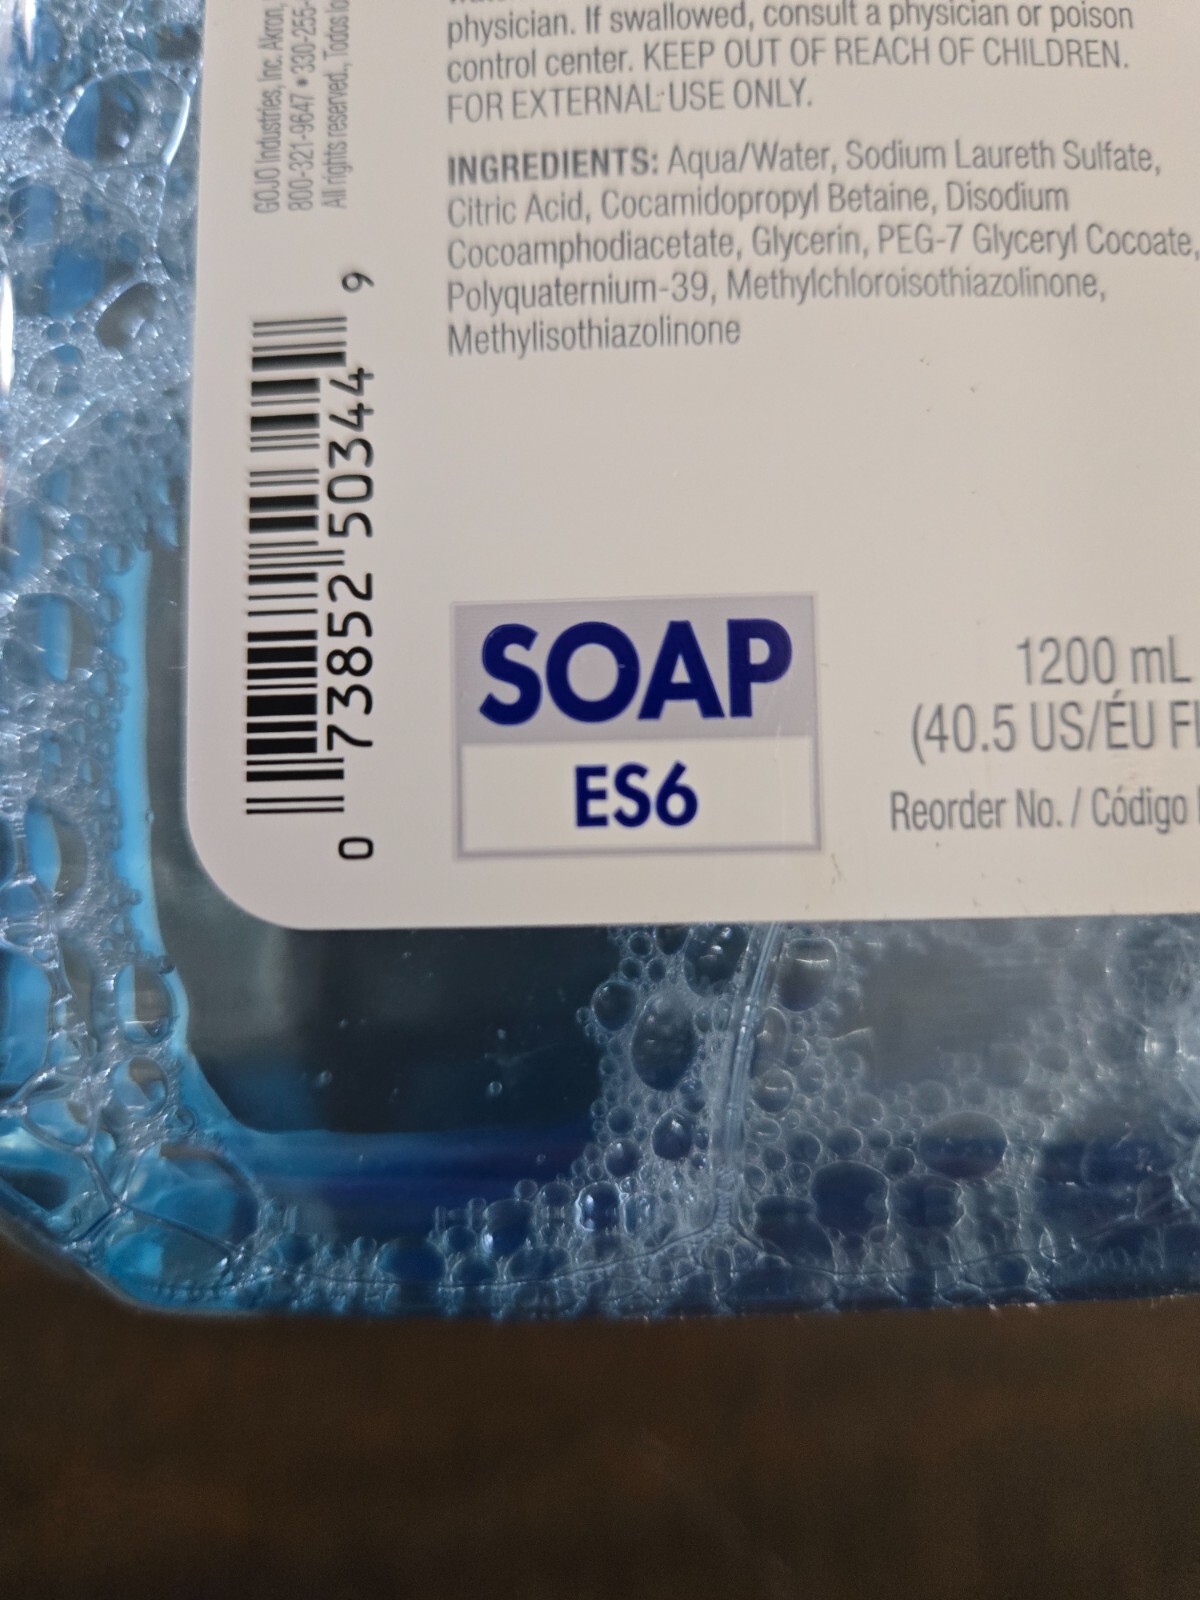 physician. If swallowed, consult a physician or poison
control center. KEEP OUT OF REACH OF CHILDREN.
FOR EXTERNAL USE ONLY.
INGREDIENTS: Aqua/Water, Sodium Laureth Sulfate,
Citric Acid, Cocamidopropyl Betaine, Disodium
Cocoamphodiacetate, Glycerin, PEG-7 Glyceryl Cocoate,
Polyquaternium-39, Methylchloroisothiazolinone,
Methylisothiazolinone
GOJO Industries, Inc. Akron,
800-321-9647 • 330-255-
All rights reserved., Todos lo
0 73852 50344 9
SOAP
ES6
1200 mL
(40.5 US/ÉU Fl
Reorder No. / Código